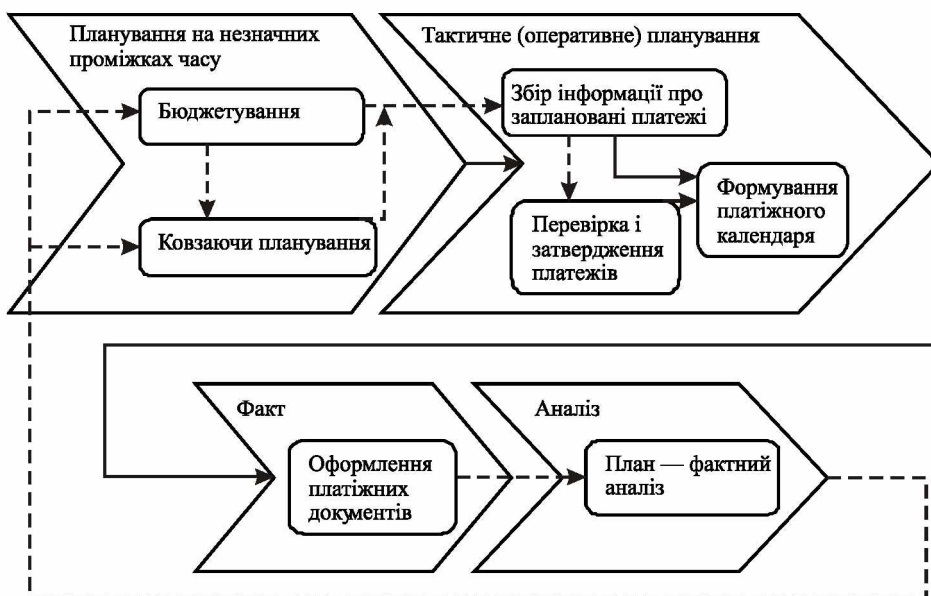 Планування на незначних
проміжках часу
Бюджетування
Ковзаючи планування
Тактичне (оперативне) планування
Збір інформації про
заплановані платежі
Перевірка і
затвердження
платежів
Формування
платіжного
календаря
Факт
Оформлення
платіжних
документів
Аналіз
План — фактний
аналіз